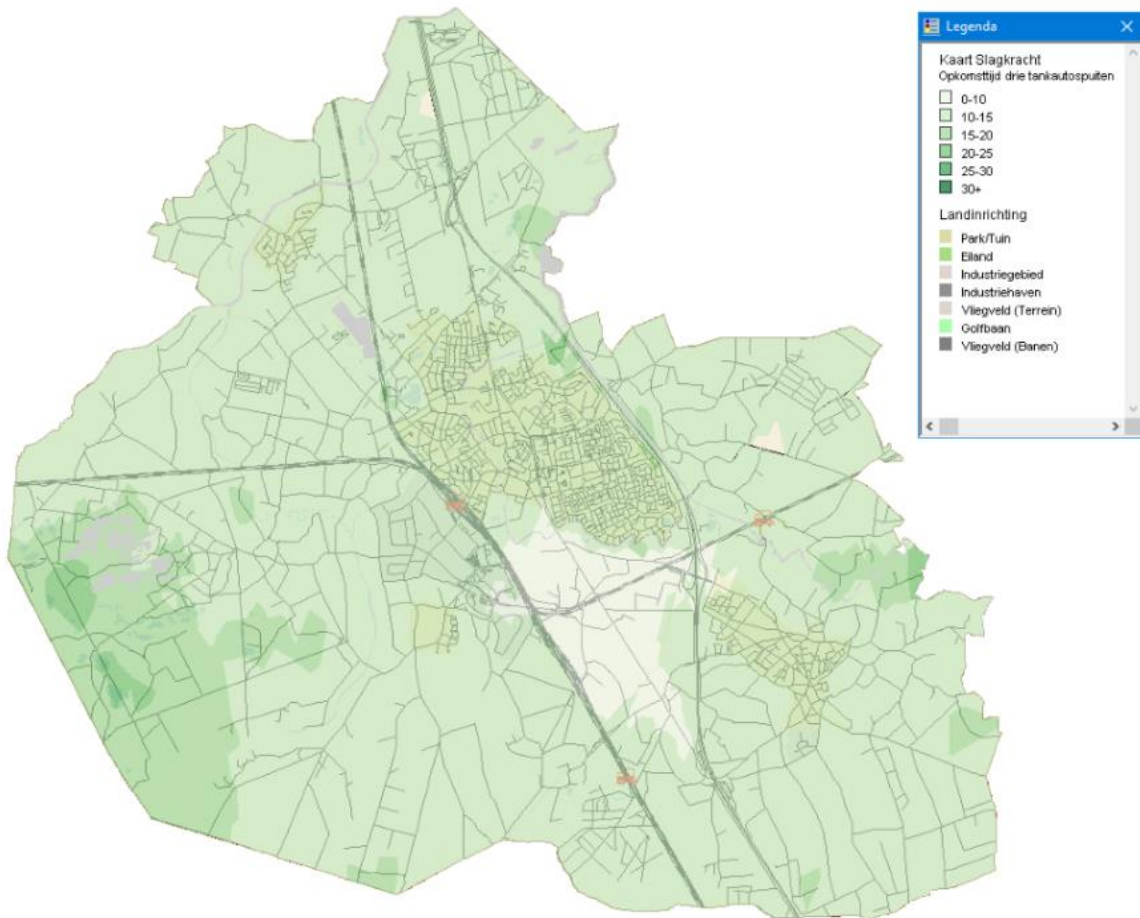 Legenda
Kaart Slagkracht
Opkomsttijd drie tankautospuiten
0-10
10-15
15-20
20-25
25-30
30+
Landinrichting
Park/Tuin
Eiland
Industriegebied
Industriehaven
Vliegveld (Terrein)
Golfbaan
Vliegveld (Banen)